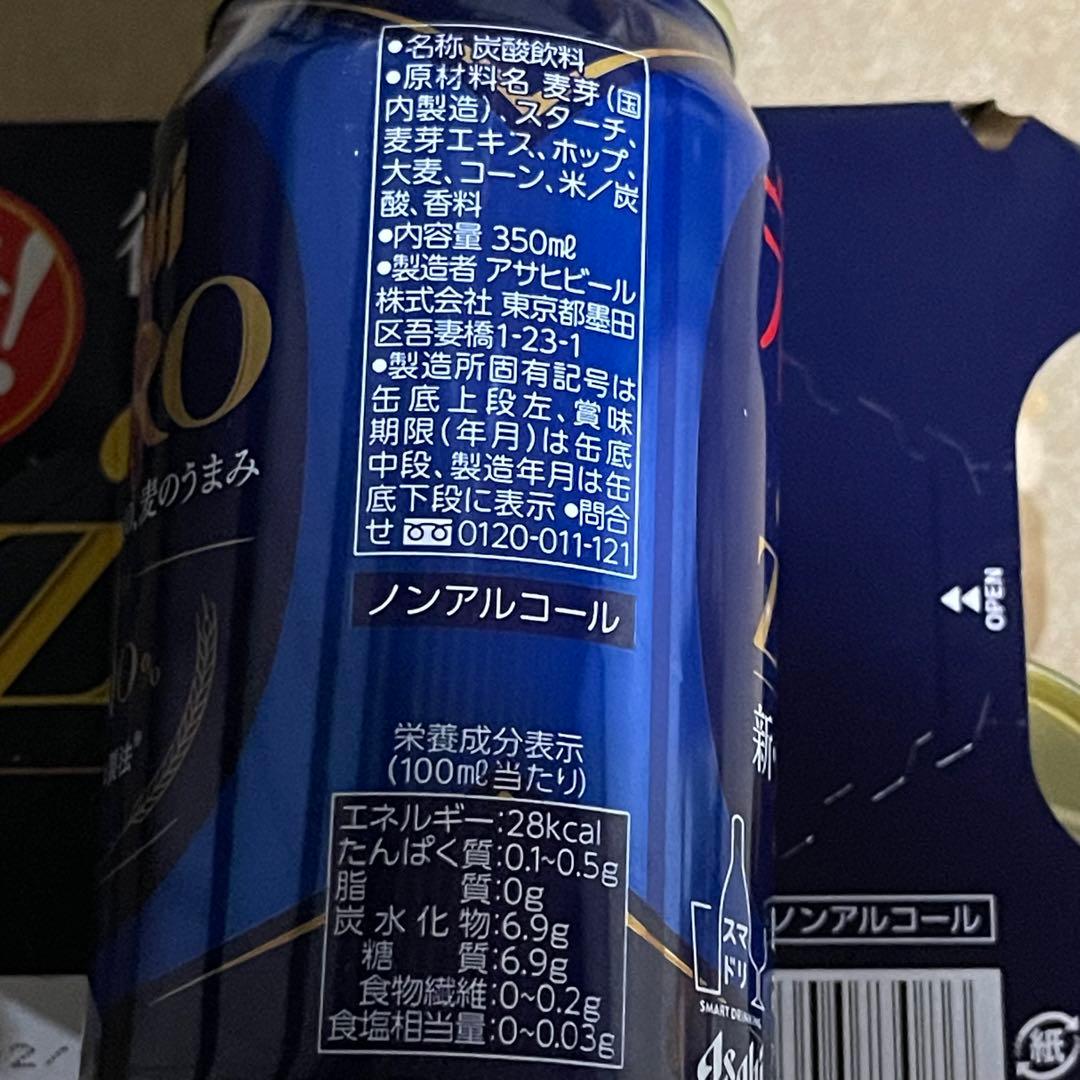 ●名称 炭酸飲料
●原材料名 麦芽(国
内製造)、スターチ、
麦芽エキス、ホップ、
大麦、コーン、米/炭
酸、香料
●内容量 350㎖
●製造者 アサヒビール
株式会社 東京都墨田
区吾妻橋1-23-1
●製造所固有記号は
缶底上段左、賞味
期限(年月)は缶底
中段、製造年月は缶
底下段に表示 ●問合
せ 0120-011-121
ノンアルコール
栄養成分表示
(100㎖当たり)
エネルギー:28kcal
たんぱく質:0.1~0.5g
脂質:0g
炭水化物:6.9g
糖質:6.9g
食物繊維:0~0.2g
食塩相当量:0~0.03g
麦のうまみ
0%
Z
新
スマ
ドリ
SMART DRINKING
Asahi
OPEN
ノンアルコール
紙